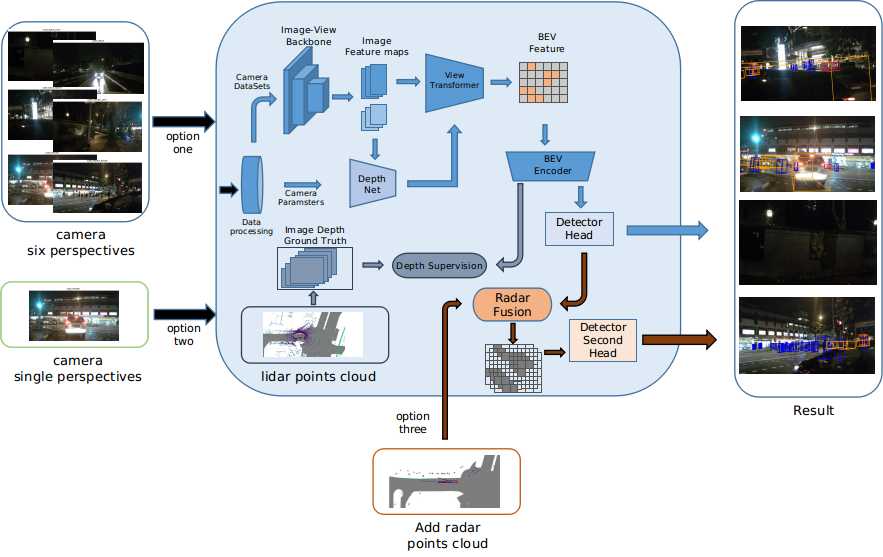 Image-View
Backbone
Image
Feature maps
BEV
Feature
Camera
DataSets
View
Transformer
option
one
BEV
Encoder
Depth
Net
Camera
Paramsters
Data
processing
camera
six perspectives
Image Depth
Ground Truth
Detector
Head
Depth Supervision
Radar
Fusion
option
two
Detector
Second
Head
camera
single perspectives
lidar points cloud
option
three
Result
Add radar
points cloud